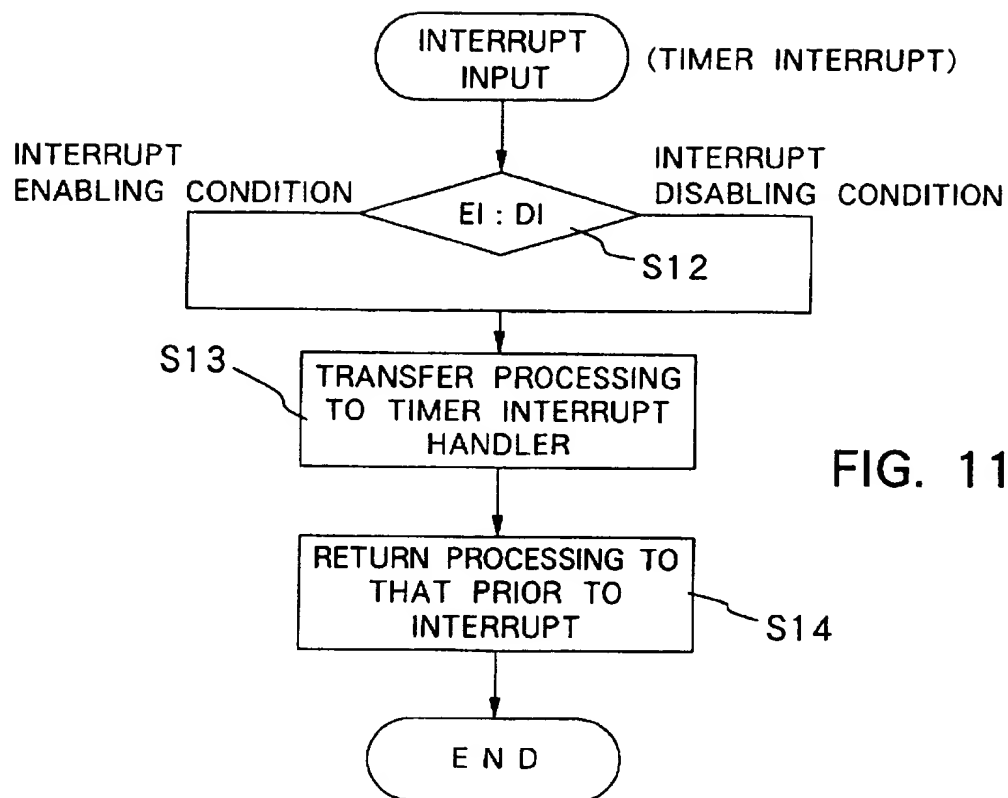 INTERRUPT
INPUT
(TIMER INTERRUPT)
INTERRUPT
ENABLING CONDITION
INTERRUPT
DISABLING CONDITION
EI : DI
S12
S13
TRANSFER PROCESSING
TO TIMER INTERRUPT
HANDLER
FIG. 11
RETURN PROCESSING TO
THAT PRIOR TO
INTERRUPT
S14
END